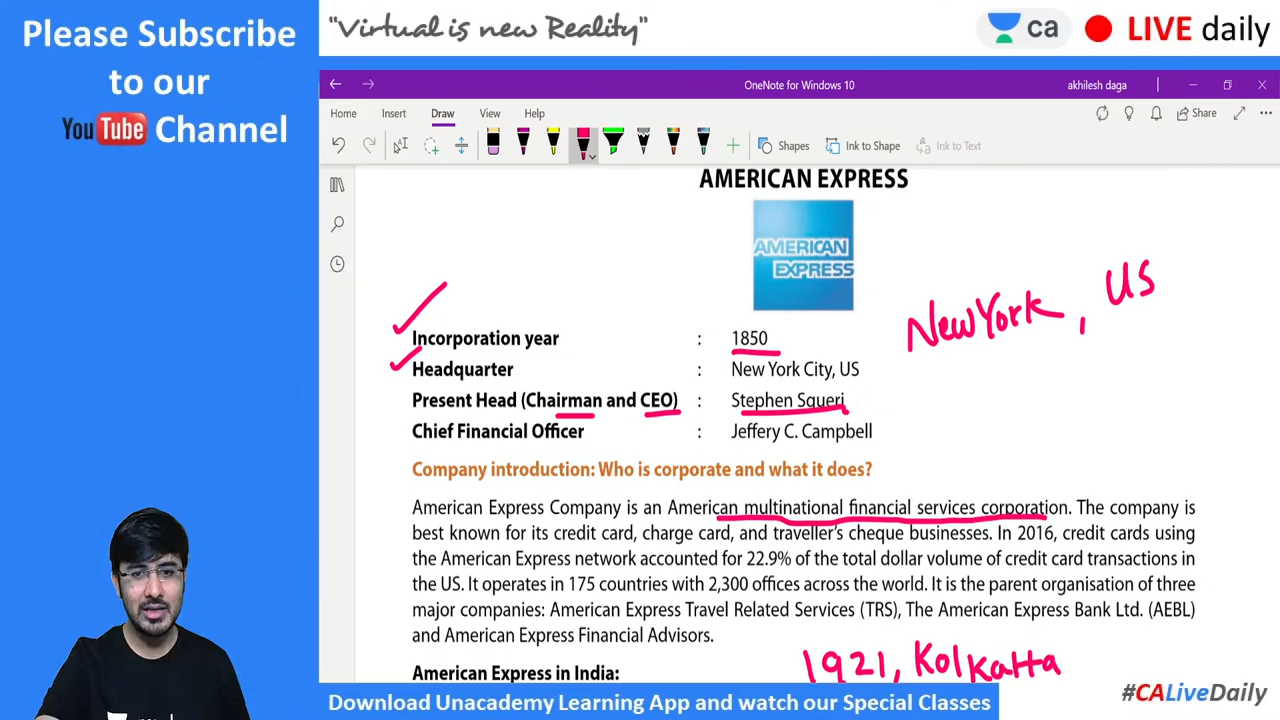 Please Subscribe
to our
YouTube Channel
"Virtual is new Reality"
ca LIVE daily
OneNote for Windows 10
akhilesh daga
Home Insert Draw View Help
Share
Shapes Ink to Shape Ink to Text
AMERICAN EXPRESS
AMERICAN
EXPRESS
NewYork, US
Incorporation year : 1850
Headquarter : New York City, US
Present Head (Chairman and CEO) : Stephen Squeri
Chief Financial Officer : Jeffery C. Campbell
Company introduction: Who is corporate and what it does?
American Express Company is an American multinational financial services corporation. The company is
best known for its credit card, charge card, and traveller's cheque businesses. In 2016, credit cards using
the American Express network accounted for 22.9% of the total dollar volume of credit card transactions in
the US. It operates in 175 countries with 2,300 offices across the world. It is the parent organisation of three
major companies: American Express Travel Related Services (TRS), The American Express Bank Ltd. (AEBL)
and American Express Financial Advisors.
1921, Kolkatta
American Express in India:
Download Unacademy Learning App and watch our Special Classes
#CALiveDaily